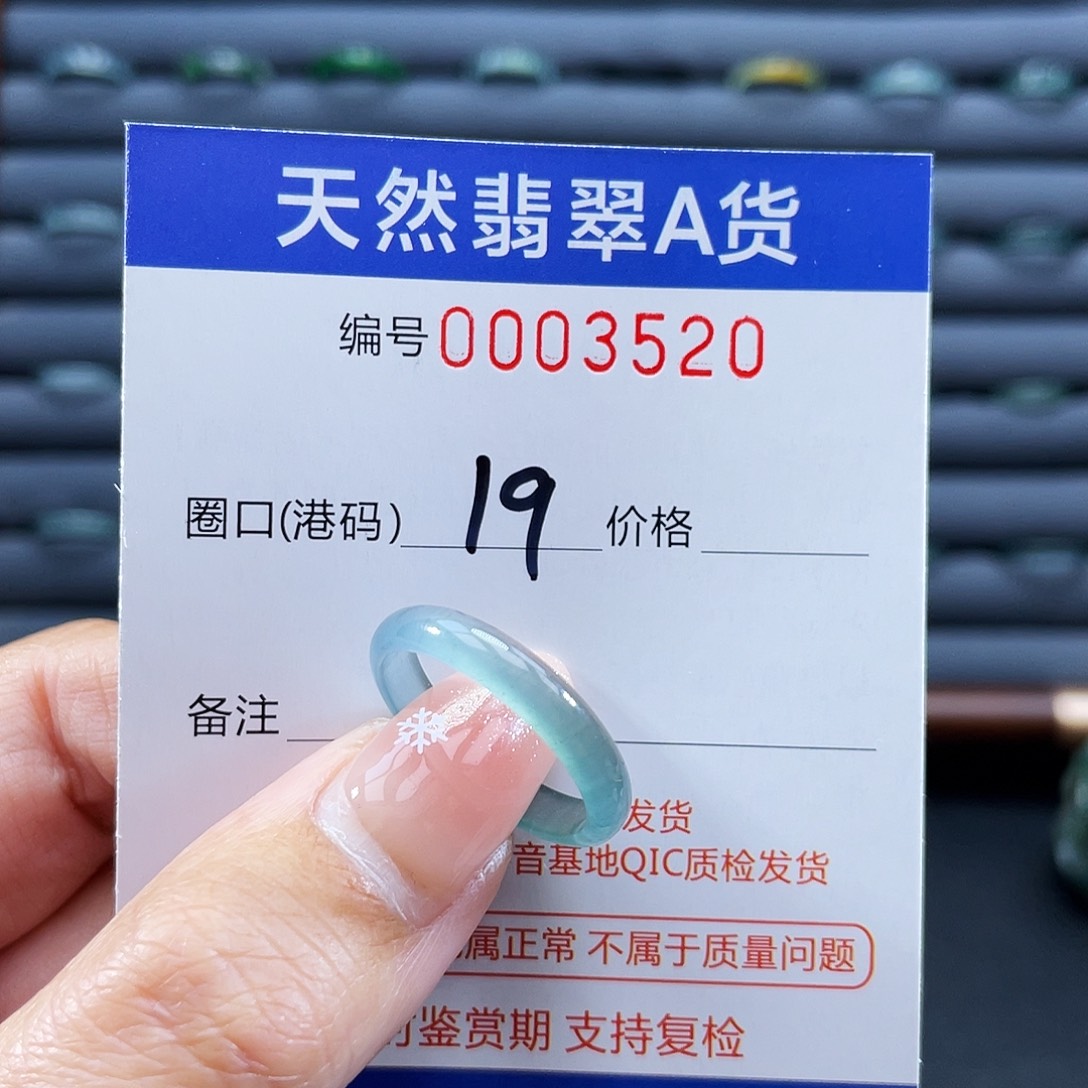 天然翡翠A货
编号0003520
圈口(港码) 19 价格
备注
发货
音基地QIC质检发货
属正常 不属于质量问题
鉴赏期 支持复检